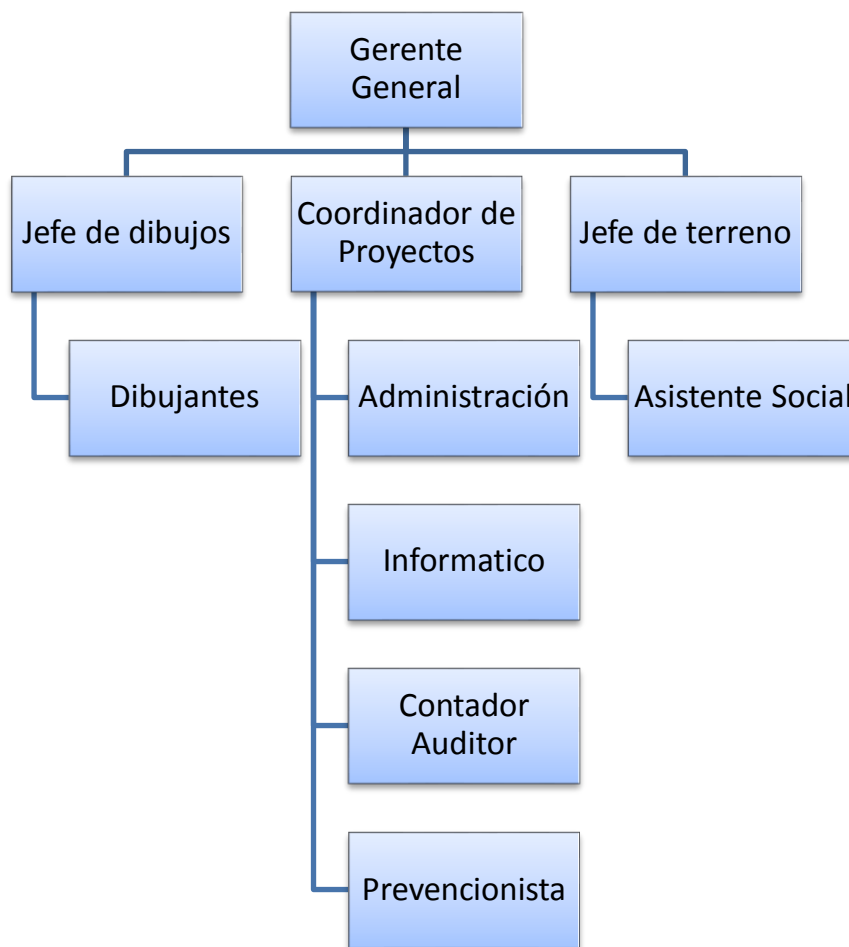 Gerente
General
Jefe de dibujos
Coordinador de
Proyectos
Jefe de terreno
Dibujantes
Administración
Asistente Social
Informatico
Contador
Auditor
Prevencionista